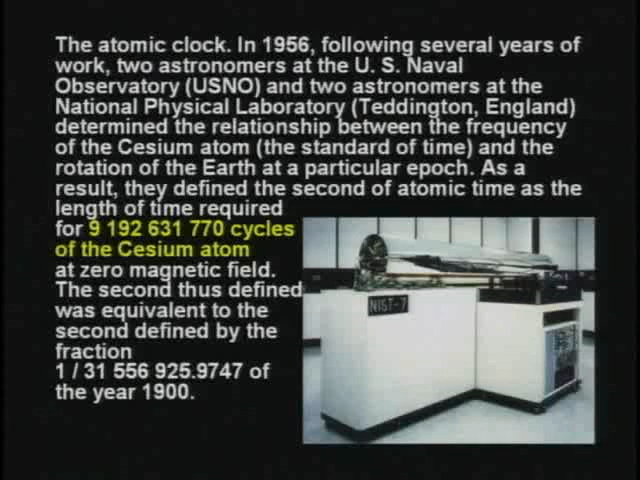 The atomic clock. In 1956, following several years of
work, two astronomers at the U. S. Naval
Observatory (USNO) and two astronomers at the
National Physical Laboratory (Teddington, England)
determined the relationship between the frequency
of the Cesium atom (the standard of time) and the
rotation of the Earth at a particular epoch. As a
result, they defined the second of atomic time as the
length of time required
for 9 192 631 770 cycles
of the Cesium atom
at zero magnetic field.
The second thus defined
was equivalent to the
second defined by the
fraction
1 / 31 556 925.9747 of
the year 1900.
NIST-7